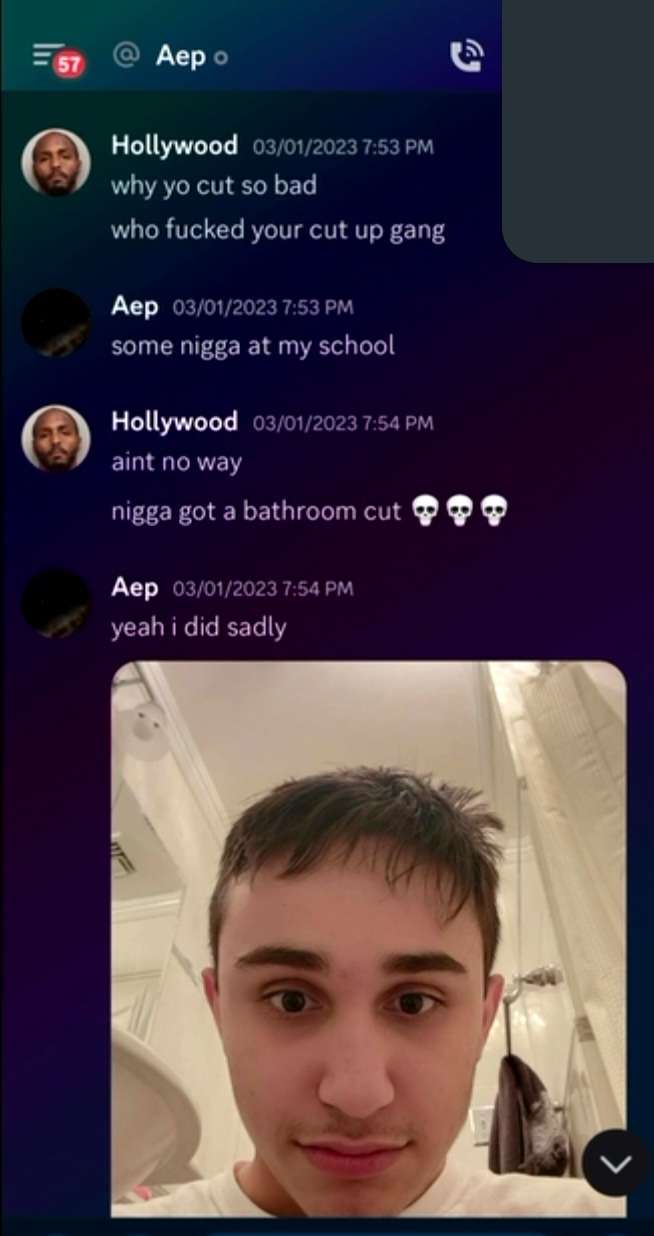 57 @ Aep
Hollywood 03/01/2023 7:53 PM
why yo cut so bad
who fucked your cut up gang
Aep 03/01/2023 7:53 PM
some nigga at my school
Hollywood 03/01/2023 7:54 PM
aint no way
nigga got a bathroom cut 💀💀💀
Aep 03/01/2023 7:54 PM
yeah i did sadly